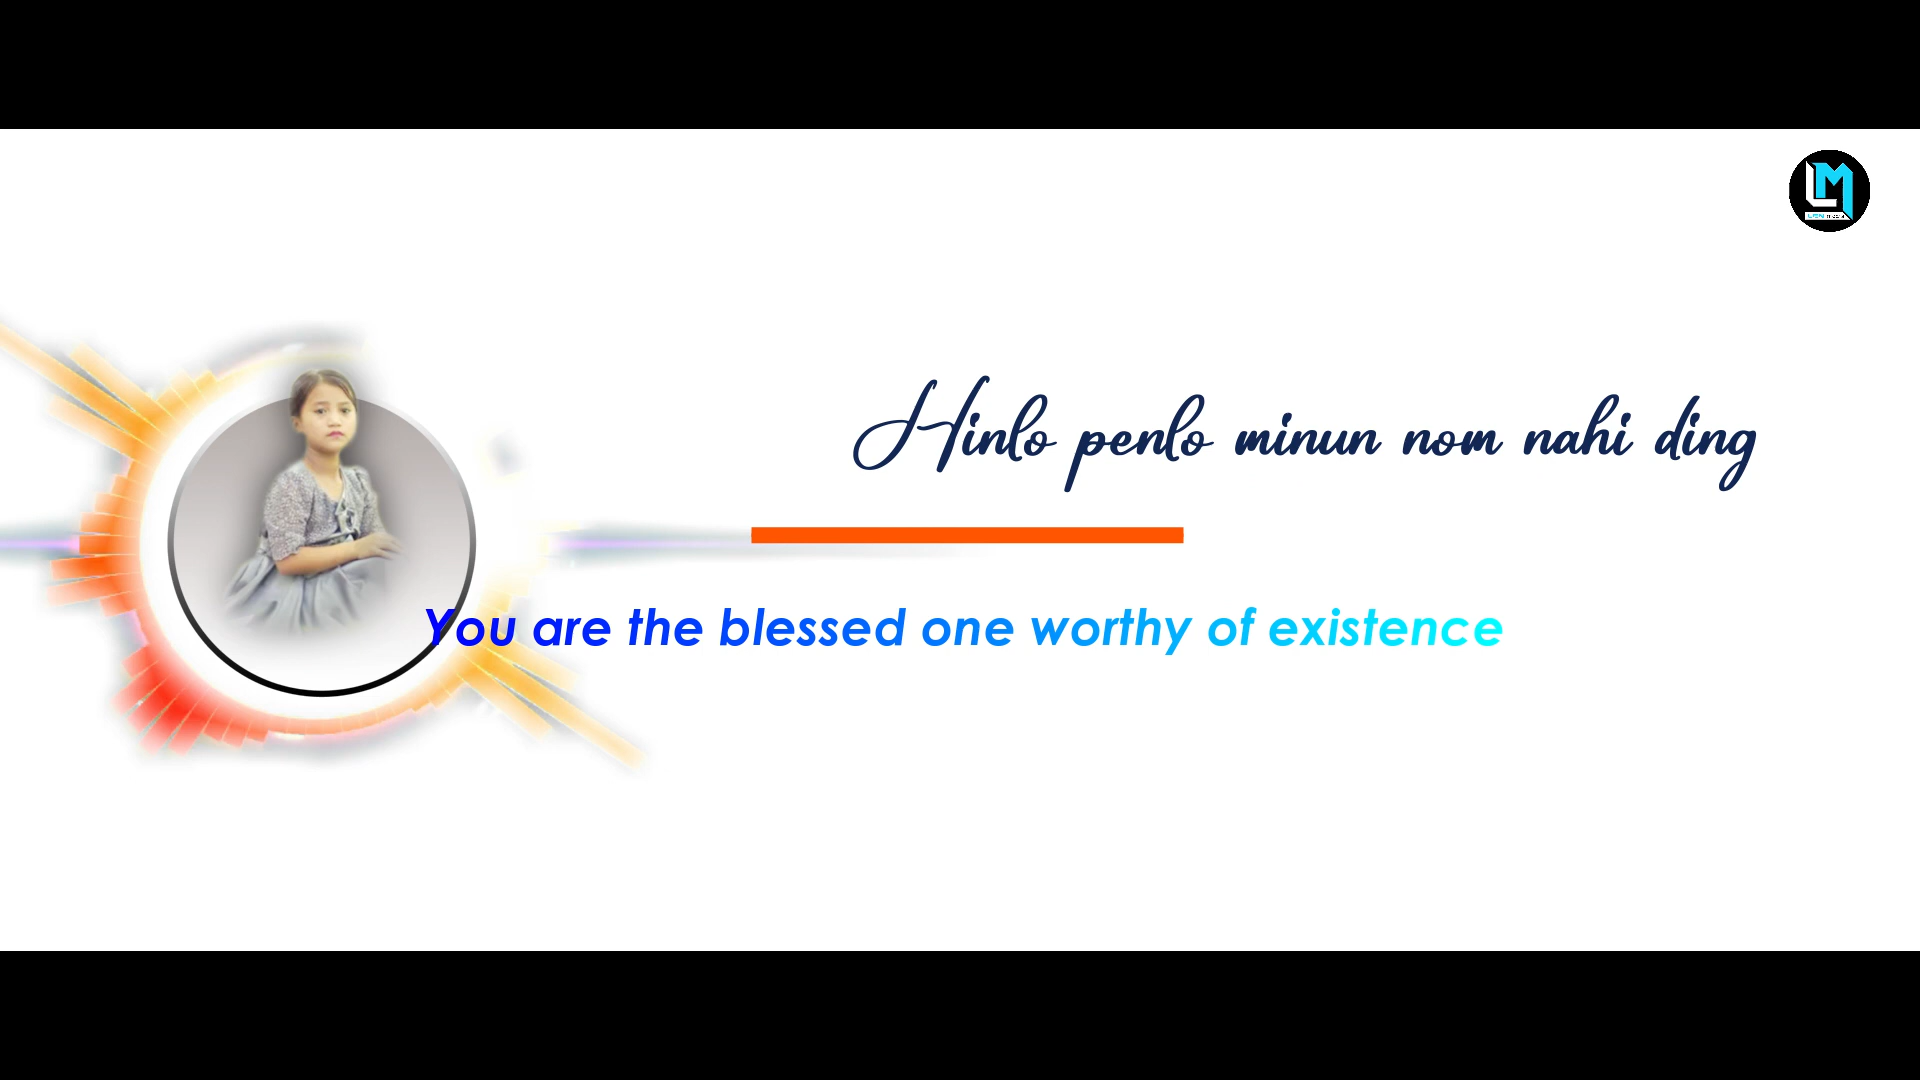 Hinlo penlo minun nom nahi ding
You are the blessed one worthy of existence